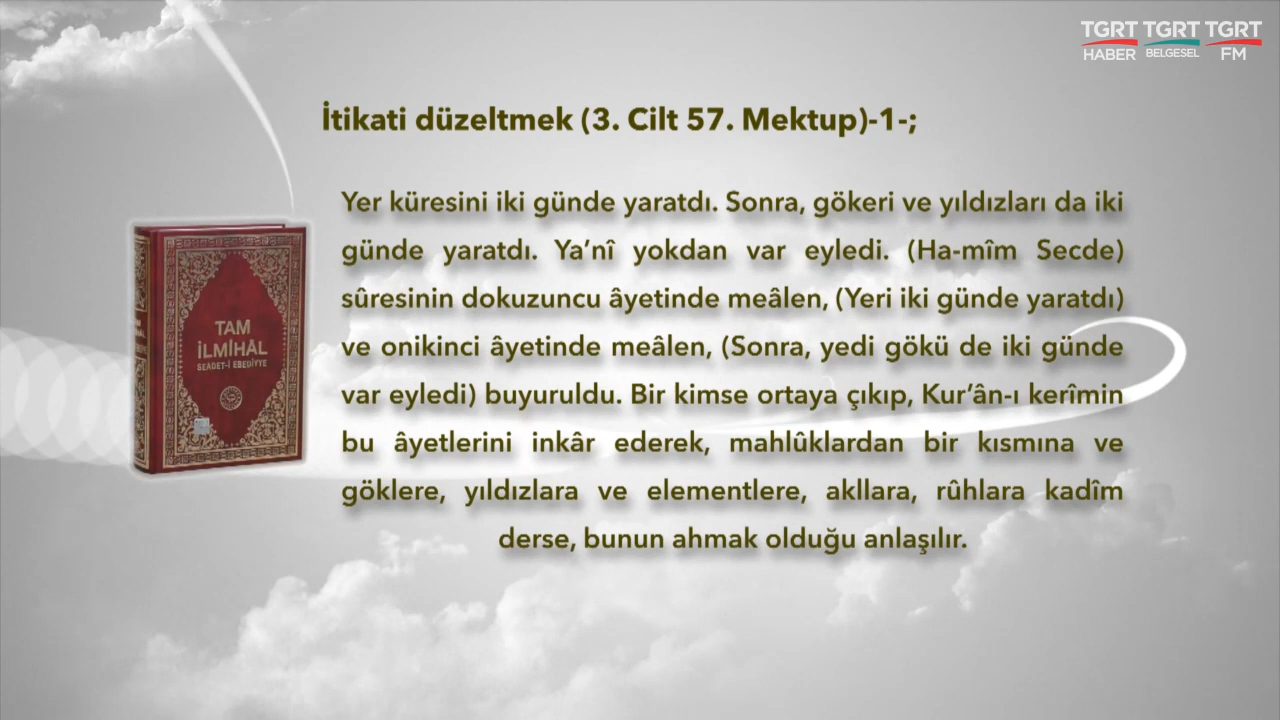 TGRT TGRT TGRT
HABER BELGESEL FM
İtikati düzeltmek (3. Cilt 57. Mektup)-1-;
Yer küresini iki günde yaratdı. Sonra, gökeri ve yıldızları da iki
günde yaratdı. Ya’nî yokdan var eyledi. (Ha-mîm Secde)
sûresinin dokuzuncu âyetinde meâlen, (Yeri iki günde yaratdı)
ve onikinci âyetinde meâlen, (Sonra, yedi gökü de iki günde
var eyledi) buyuruldu. Bir kimse ortaya çıkıp, Kur’ân-ı kerîmin
bu âyetlerini inkâr ederek, mahlûklardan bir kısmına ve
göklere, yıldızlara ve elementlere, akllara, rûhlara kadîm
derse, bunun ahmak olduğu anlaşılır.
TAM
İLMİHÂL
SEÂDET-İ EBEDİYYE